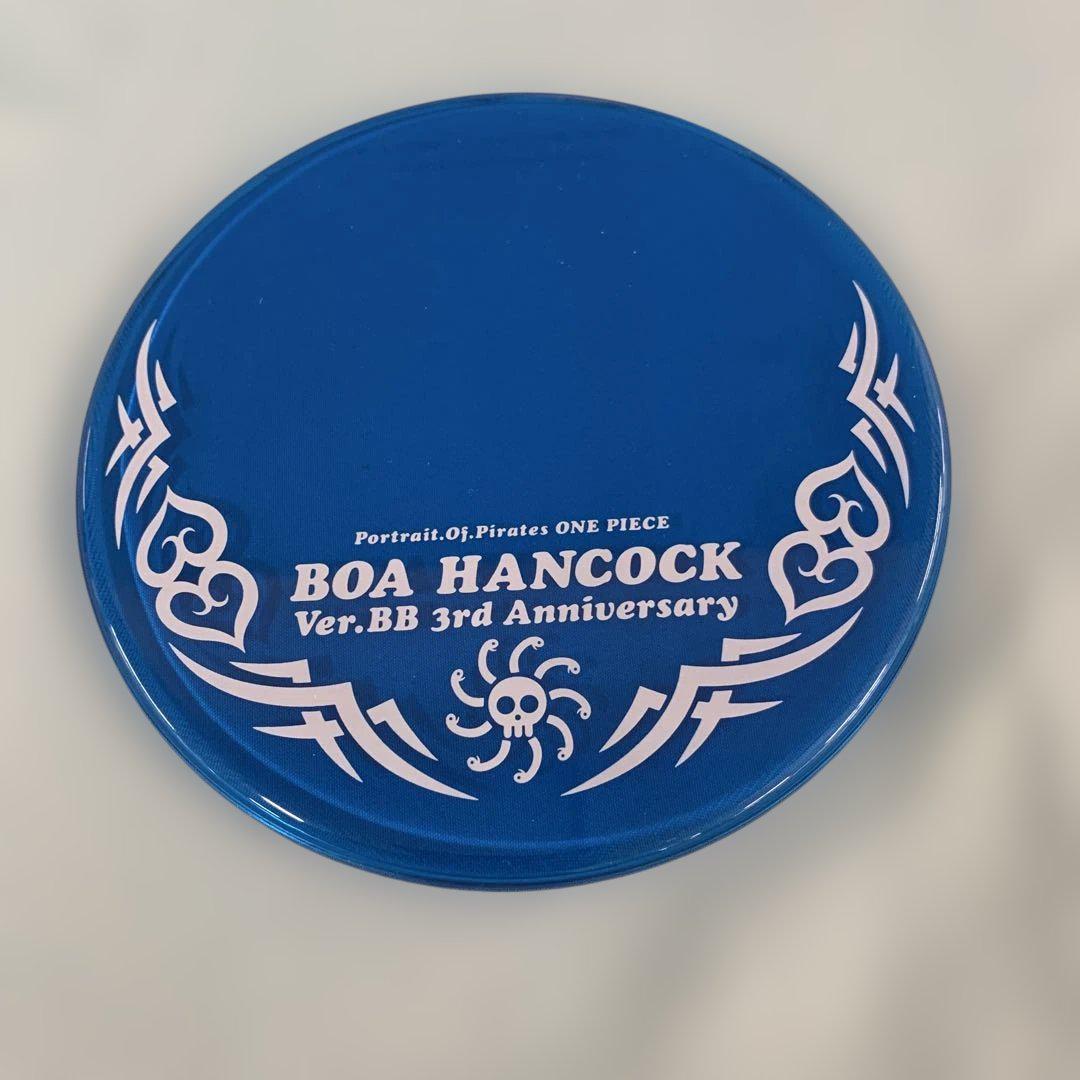 Portrait.Of.Pirates ONE PIECE
BOA HANCOCK
Ver.BB 3rd Anniversary